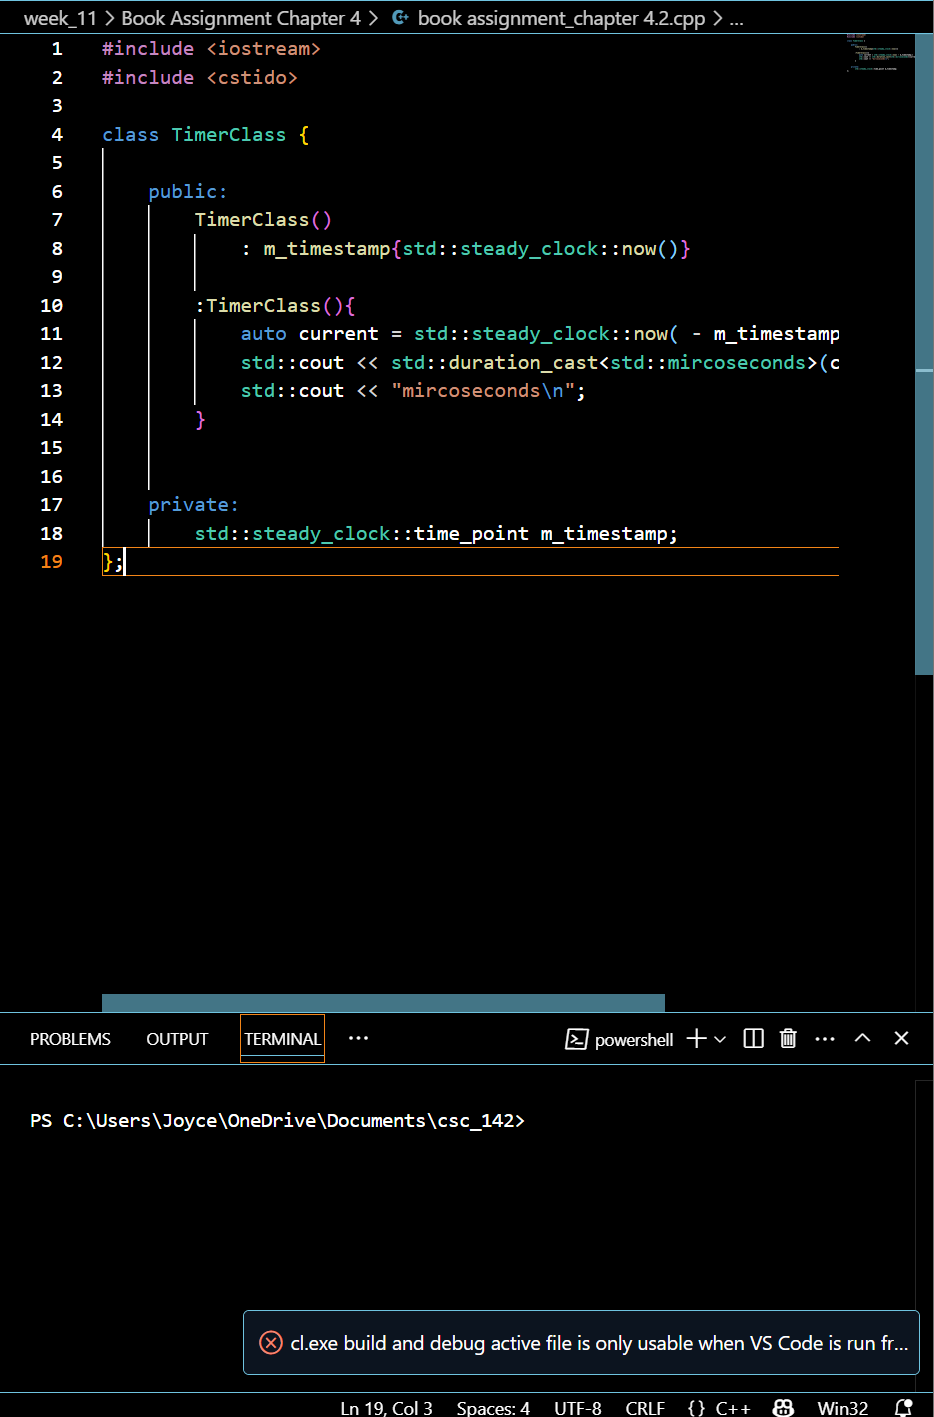 week_11 > Book Assignment Chapter 4 > book assignment_chapter 4.2.cpp > ...
1 #include <iostream>
2 #include <cstido>
3
4 class TimerClass {
5
6 public:
7 TimerClass()
8 : m_timestamp{std::steady_clock::now()}
9
10 :TimerClass(){
11 auto current = std::steady_clock::now( - m_timestamp
12 std::cout << std::duration_cast<std::mircoseconds>(c
13 std::cout << "mircoseconds\n";
14 }
15
16
17 private:
18 std::steady_clock::time_point m_timestamp;
19 };
PROBLEMS OUTPUT TERMINAL ... powershell
PS C:\Users\Joyce\OneDrive\Documents\csc_142>
cl.exe build and debug active file is only usable when VS Code is run fr...
Ln 19, Col 3 Spaces: 4 UTF-8 CRLF {} C++ Win32